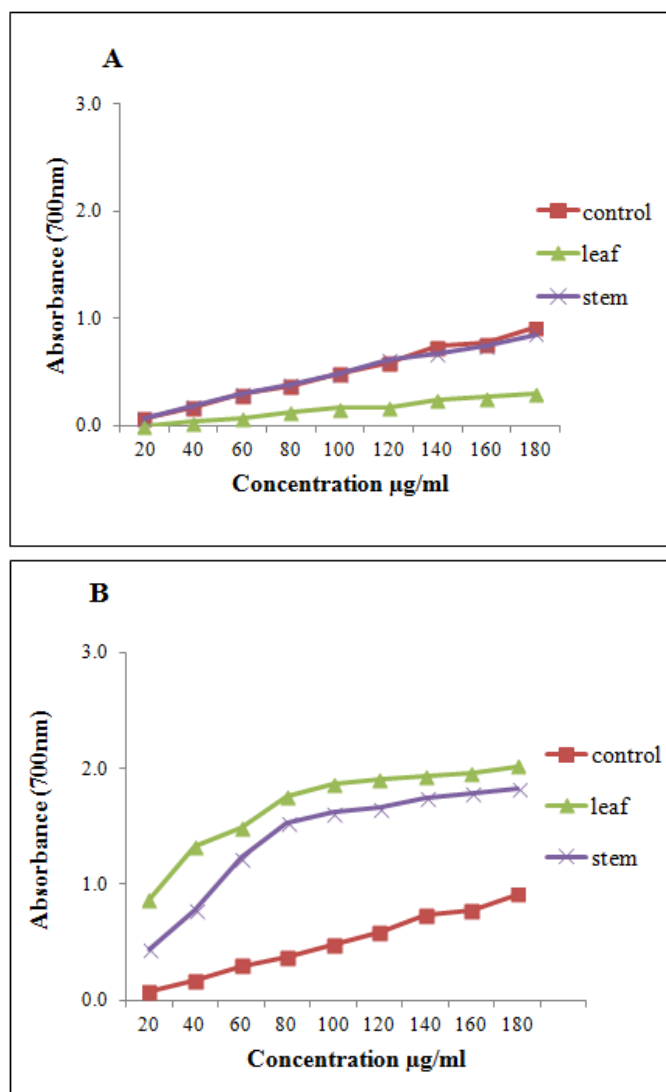 A
3.0
2.0
1.0
0.0
Absorbance (700nm)
control
leaf
stem
20 40 60 80 100 120 140 160 180
Concentration µg/ml
B
3.0
2.0
1.0
0.0
Absorbance (700nm)
control
leaf
stem
20 40 60 80 100 120 140 160 180
Concentration µg/ml